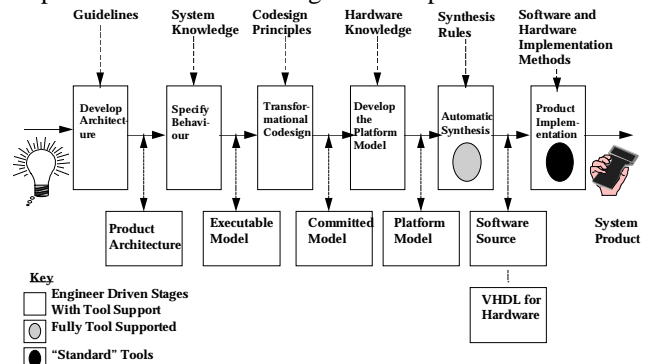 Guidelines
System
Knowledge
Codesign
Principles
Hardware
Knowledge
Synthesis
Rules
Software and
Hardware
Implementation
Methods
Develop
Architect-
ure
Specify
Behavi-
our
Transfor-
mational
Codesign
Develop
the
Platform
Model
Automatic
Synthesis
Product
Implem-
entation
Product
Architecture
Executable
Model
Committed
Model
Platform
Model
Software
Source
System
Product
VHDL for
Hardware
Key
Engineer Driven Stages
With Tool Support
Fully Tool Supported
“Standard” Tools